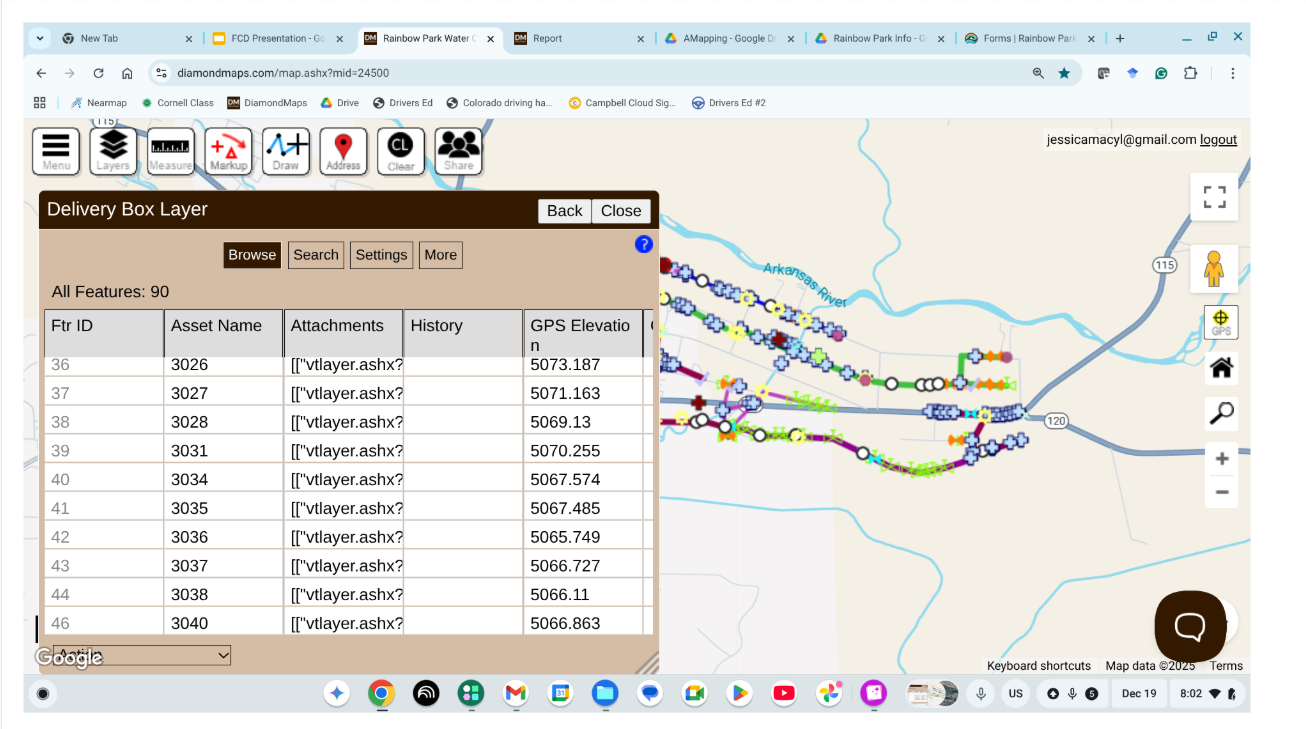 New Tab
FCD Presentation - Go
Rainbow Park Water C
Report
AMapping - Google Dr
Rainbow Park Info - G
Forms | Rainbow Park
diamondmaps.com/map.ashx?mid=24500
Nearmap
Cornell Class
DiamondMaps
Drive
Drivers Ed
Colorado driving ha...
Campbell Cloud Sig...
Drivers Ed #2
115
Menu
Layers
Measure
Markup
Draw
Address
CL
Clear
Share
jessicamacyl@gmail.com logout
Delivery Box Layer
Back
Close
Browse
Search
Settings
More
?
All Features: 90
Ftr ID Asset Name Attachments History GPS Elevatio
n
36 3026 [["vtlayer.ashx? 5073.187
37 3027 [["vtlayer.ashx? 5071.163
38 3028 [["vtlayer.ashx? 5069.13
39 3031 [["vtlayer.ashx? 5070.255
40 3034 [["vtlayer.ashx? 5067.574
41 3035 [["vtlayer.ashx? 5067.485
42 3036 [["vtlayer.ashx? 5065.749
43 3037 [["vtlayer.ashx? 5066.727
44 3038 [["vtlayer.ashx? 5066.11
46 3040 [["vtlayer.ashx? 5066.863
Action
Google
Arkansas River
115
120
GPS
Keyboard shortcuts
Map data ©2025
Terms
31
US
5
Dec 19
8:02